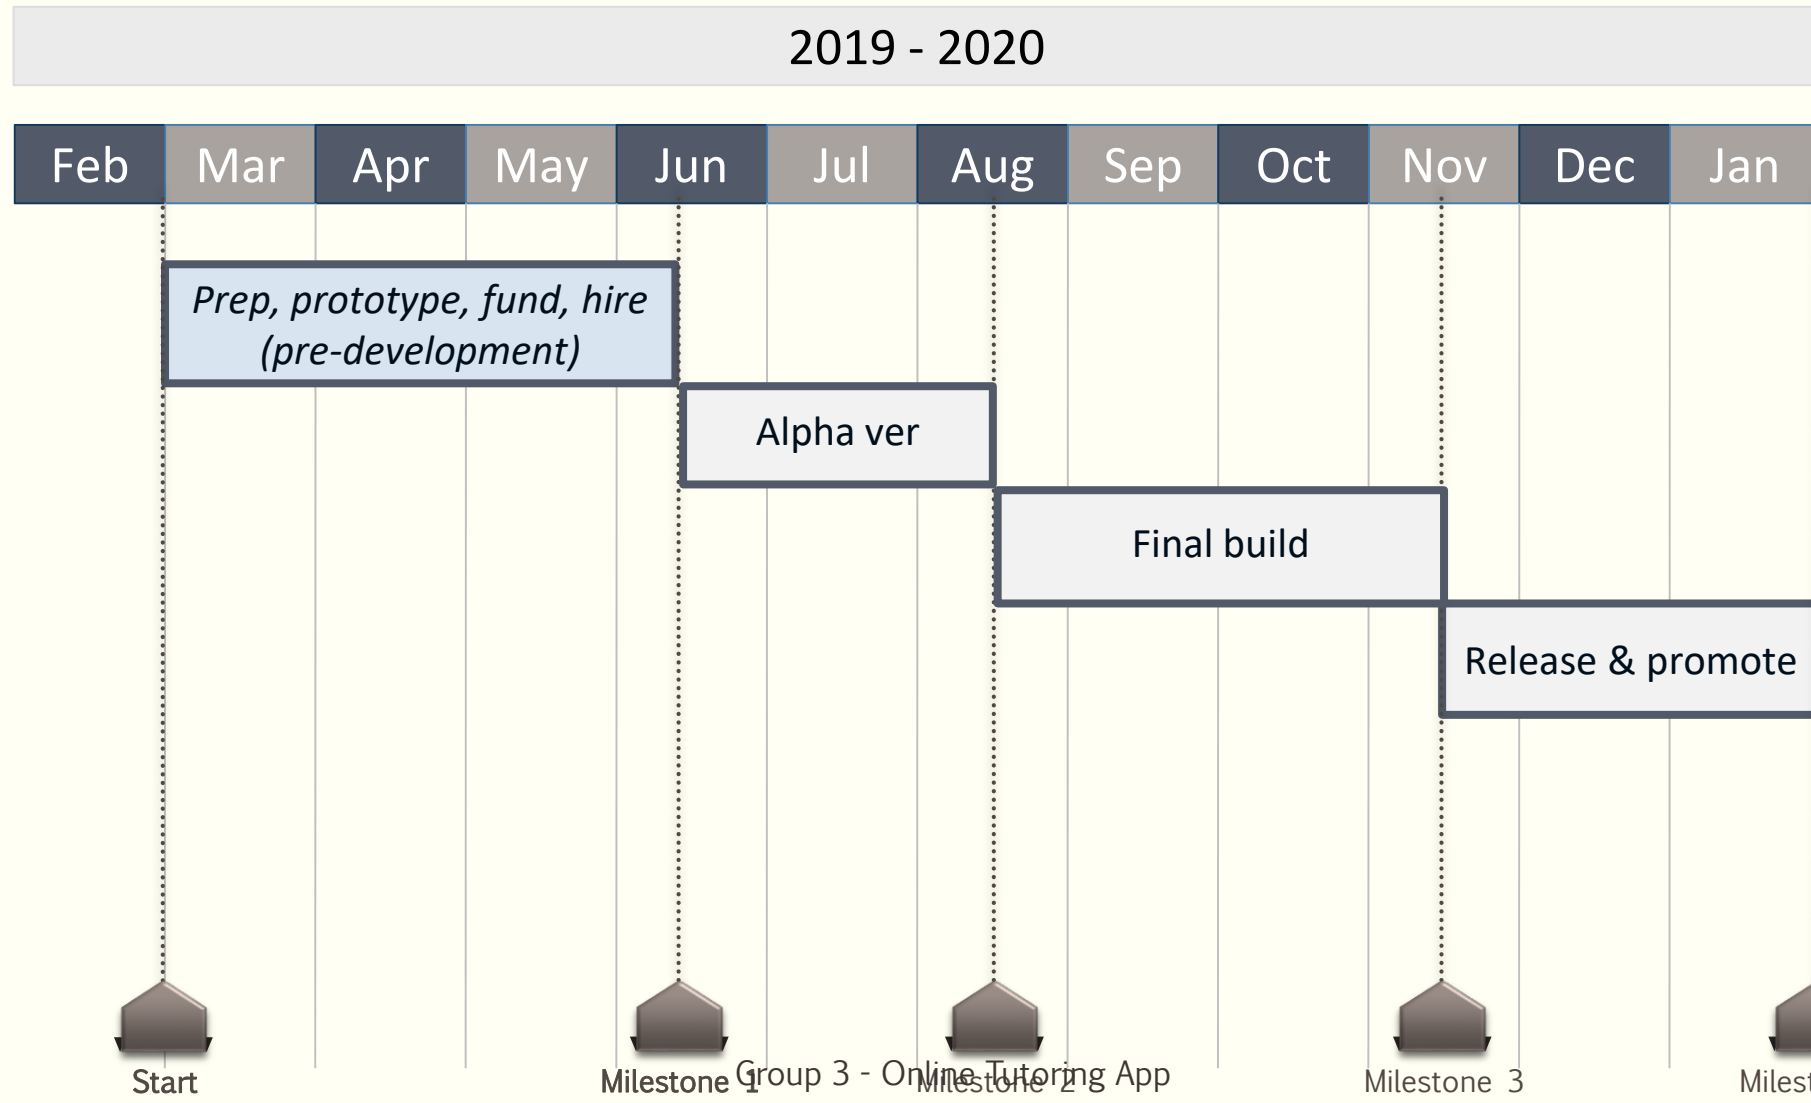 2019 - 2020
Feb Mar Apr May Jun Jul Aug Sep Oct Nov Dec Jan
Prep, prototype, fund, hire
(pre-development)
Alpha ver
Final build
Release & promote
Start
Milestone 1
Group 3 - Online Tutoring App
Milestone 2
Milestone 3
Milest